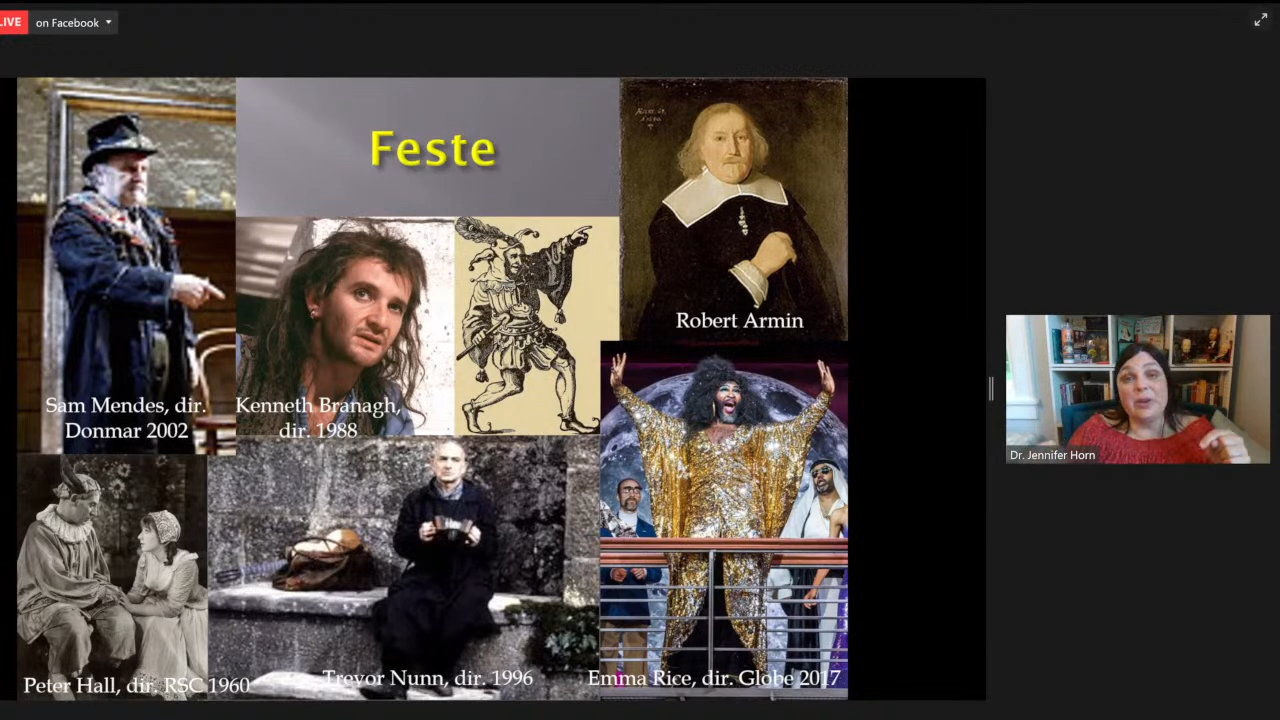 LIVE
on Facebook
Feste
Robert Armin
Sam Mendes, dir.
Donmar 2002
Kenneth Branagh,
dir. 1988
Dr. Jennifer Horn
Peter Hall, dir. RSC 1960
Trevor Nunn, dir. 1996
Emma Rice, dir. Globe 2017